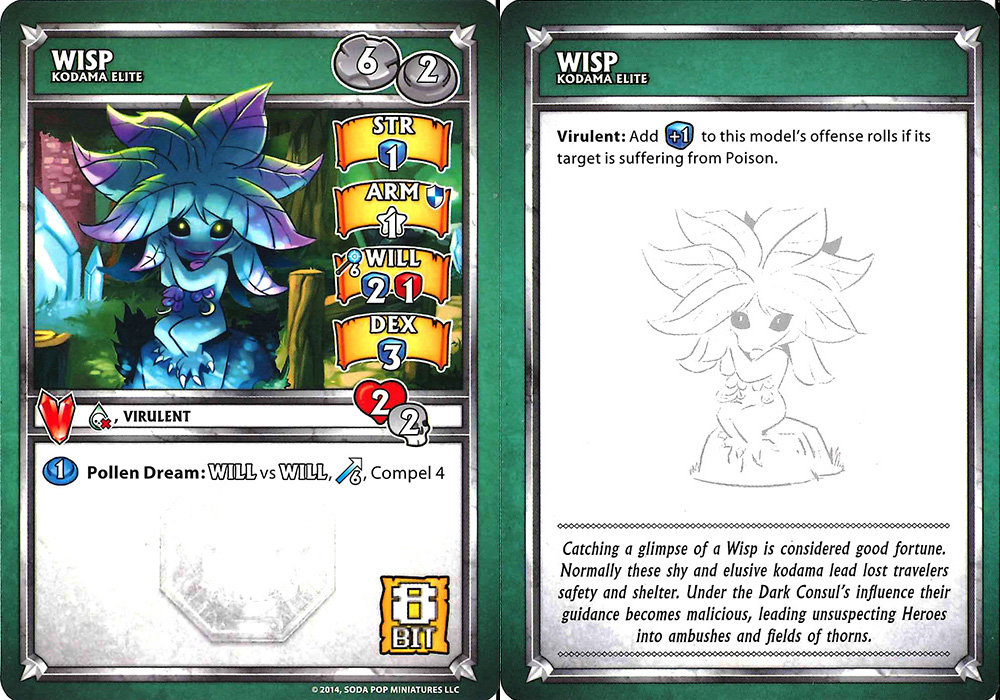 WISP
KODAMA ELITE
6
2
STR
1
ARM
1
WILL
6
2 1
DEX
3
, VIRULENT
2
2
1 Pollen Dream: WILL vs WILL, 6, Compel 4
8
BIT
© 2014, SODA POP MINIATURES LLC
WISP
KODAMA ELITE
Virulent: Add +1 to this model's offense rolls if its
target is suffering from Poison.
Catching a glimpse of a Wisp is considered good fortune.
Normally these shy and elusive kodama lead lost travelers
safety and shelter. Under the Dark Consul's influence their
guidance becomes malicious, leading unsuspecting Heroes
into ambushes and fields of thorns.